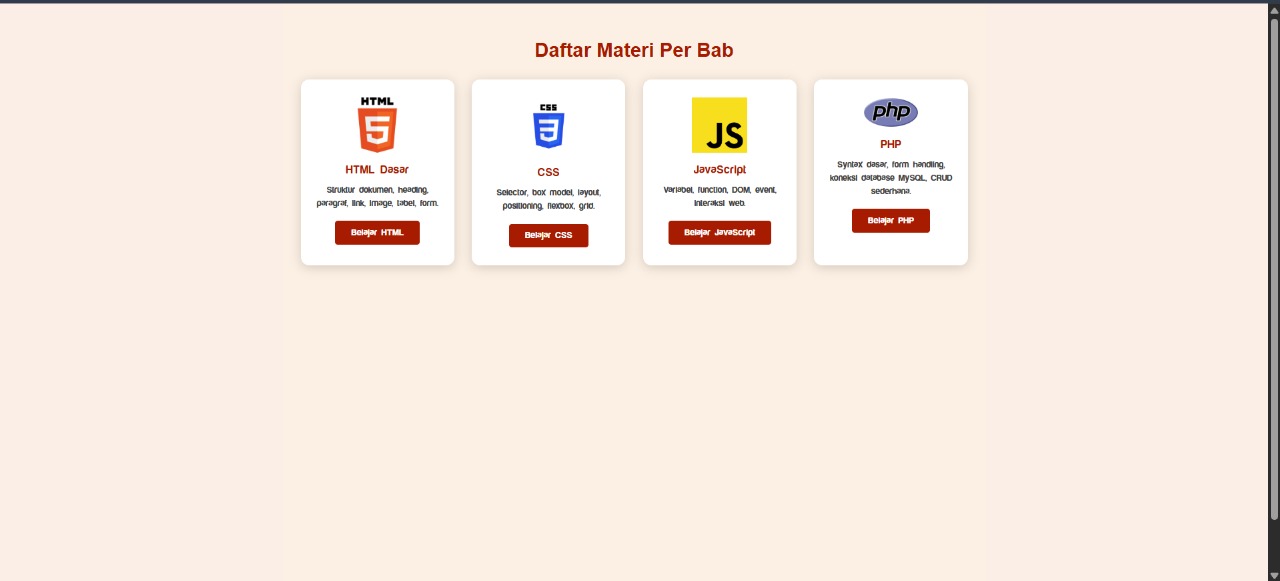 Daftar Materi Per Bab
HTML
5
HTML Dasar
Struktur dokumen, heading,
paragraf, link, image, tabel, form.
Belajar HTML
CSS
3
CSS
Selector, box model, layout,
positioning, flexbox, grid.
Belajar CSS
JS
JavaScript
Variabel, function, DOM, event,
interaksi web.
Belajar JavaScript
php
PHP
Syntax dasar, form handling,
koneksi database MySQL, CRUD
sederhana.
Belajar PHP